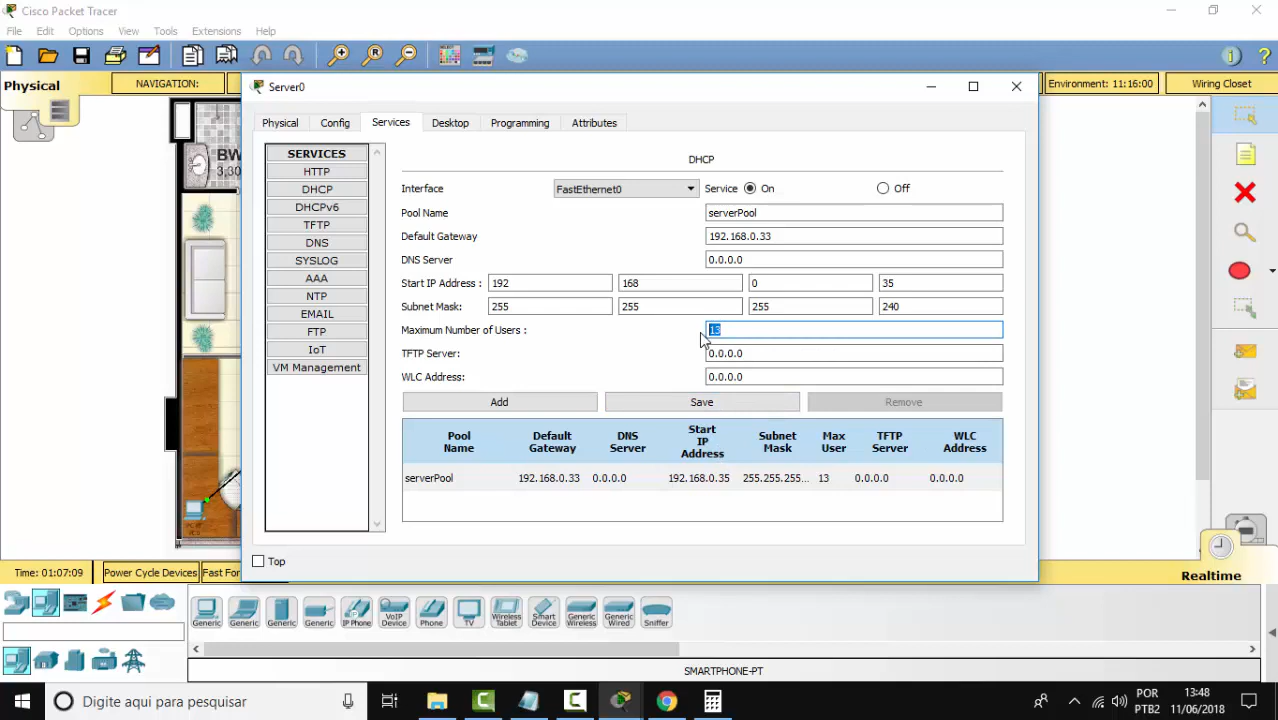 Cisco Packet Tracer
File Edit Options View Tools Extensions Help
Physical
NAVIGATION:
Environment: 11:16:00
Wiring Closet
Server0
Physical Config Services Desktop Programming Attributes
SERVICES
HTTP
DHCP
DHCPv6
TFTP
DNS
SYSLOG
AAA
NTP
EMAIL
FTP
IoT
VM Management
DHCP
Interface FastEthernet0 Service On Off
Pool Name serverPool
Default Gateway 192.168.0.33
DNS Server 0.0.0.0
Start IP Address : 192 168 0 35
Subnet Mask: 255 255 255 240
Maximum Number of Users : 13
TFTP Server: 0.0.0.0
WLC Address: 0.0.0.0
Add Save Remove
Pool Name Default Gateway DNS Server Start IP Address Subnet Mask Max User TFTP Server WLC Address
serverPool 192.168.0.33 0.0.0.0 192.168.0.35 255.255.255... 13 0.0.0.0 0.0.0.0
Top
BW
3,30
Time: 01:07:09 Power Cycle Devices Fast For
Realtime
Generic Generic Generic Generic IP Phone VoIP Device Phone TV Wireless Tablet Smart Device Generic Wireless Generic Wired Sniffer
SMARTPHONE-PT
Digite aqui para pesquisar
POR
PTB2
13:48
11/06/2018